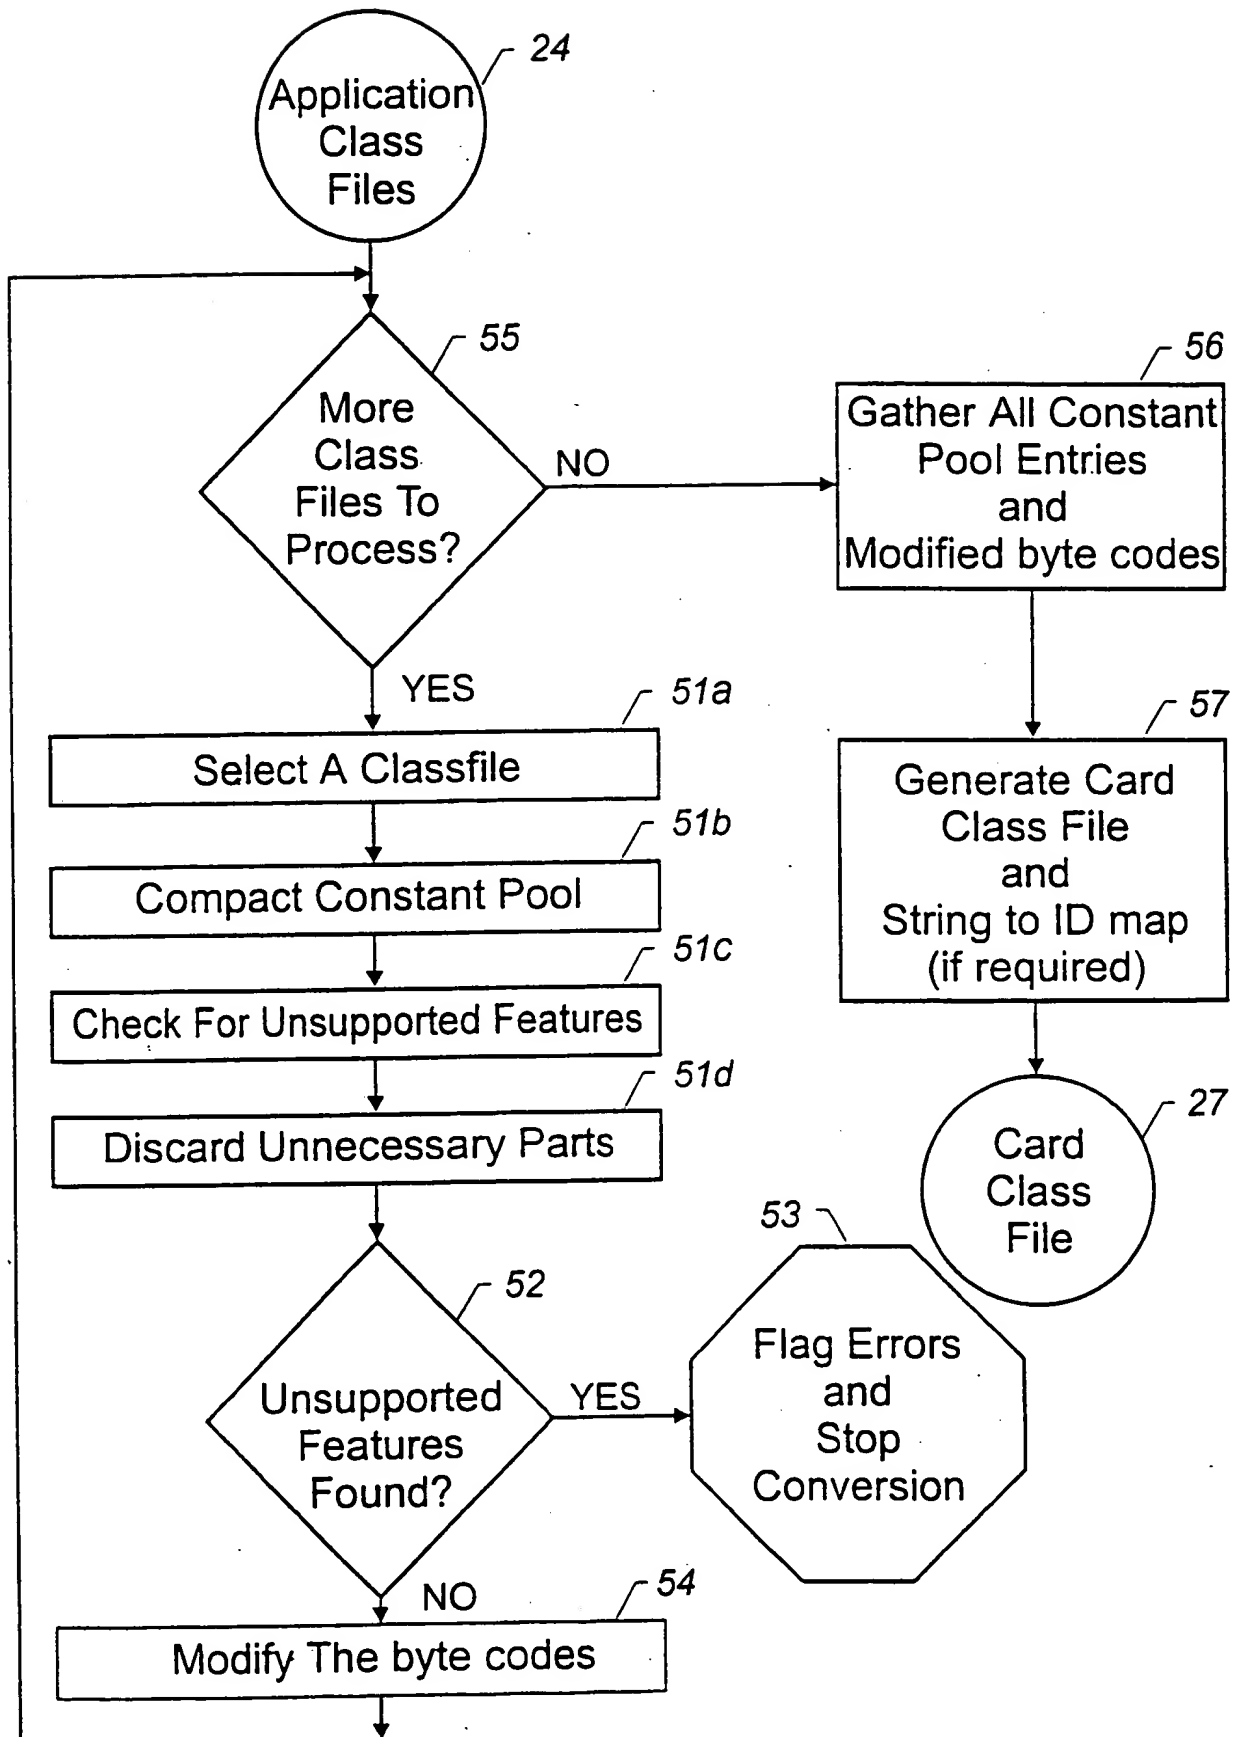 24
Application
Class
Files
55
More
Class
Files To
Process?
NO
56
Gather All Constant
Pool Entries
and
Modified byte codes
YES
51a
Select A Classfile
57
Generate Card
Class File
and
String to ID map
(if required)
51b
Compact Constant Pool
51c
Check For Unsupported Features
51d
Discard Unnecessary Parts
27
Card
Class
File
52
Unsupported
Features
Found?
YES
53
Flag Errors
and
Stop
Conversion
NO
54
Modify The byte codes